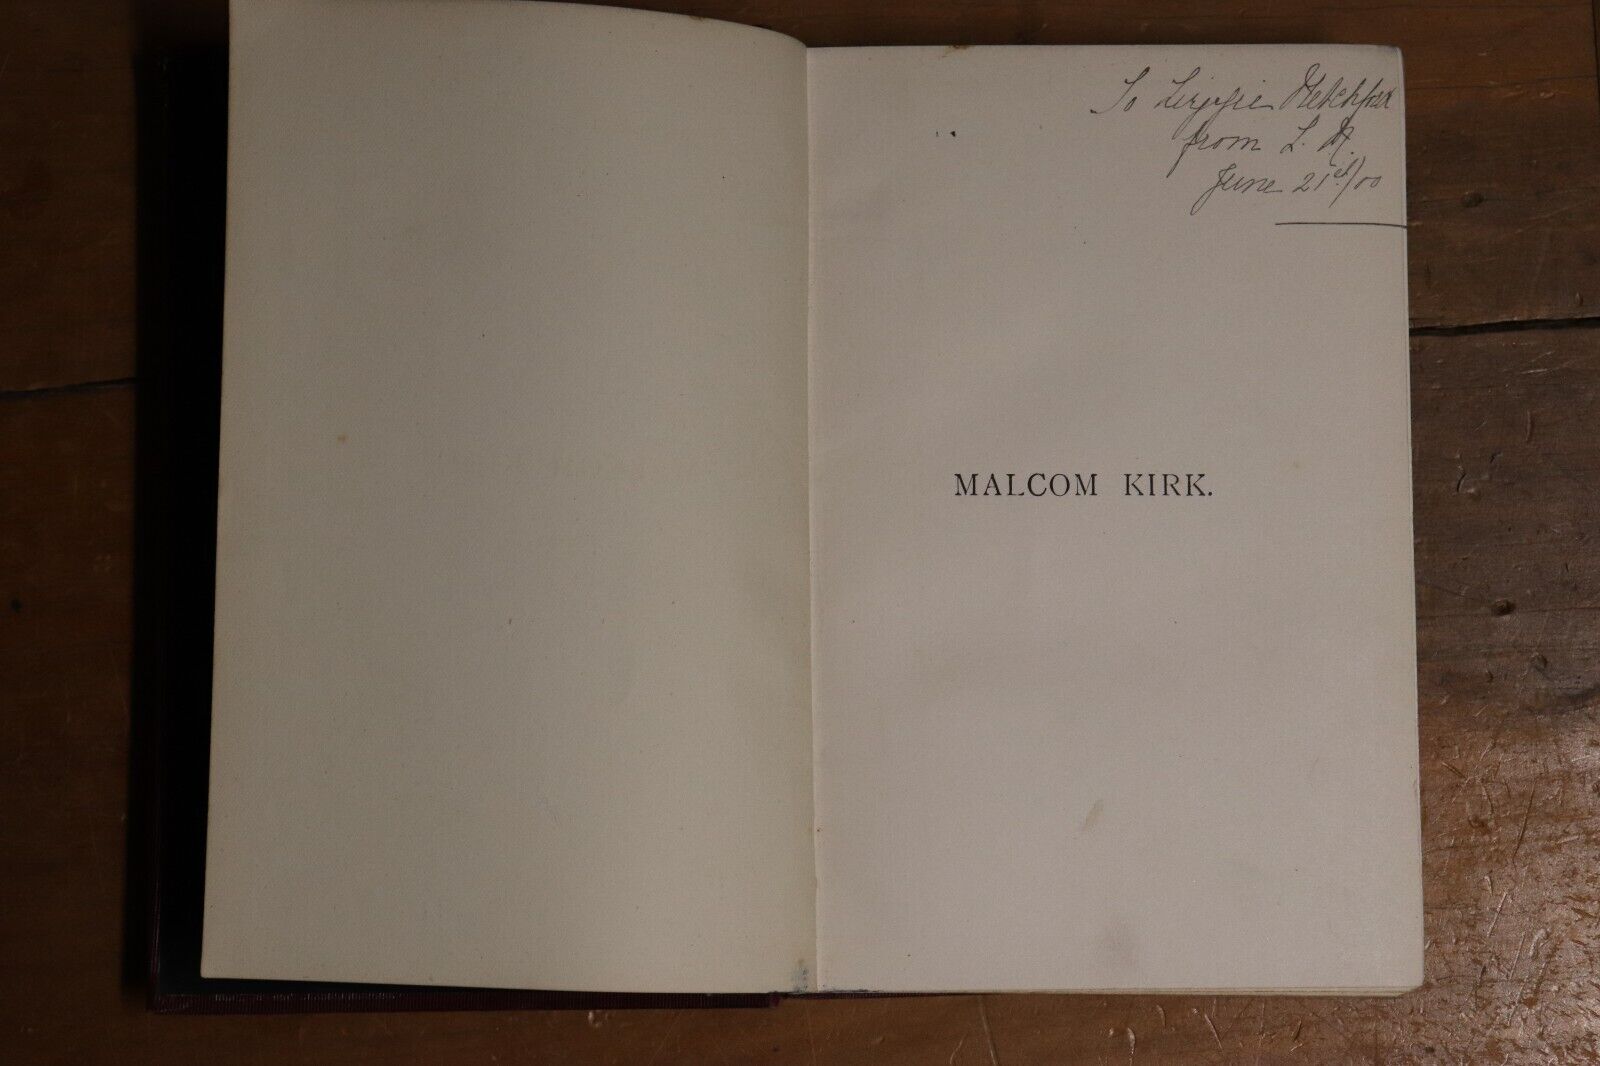 To Lizzie
from L. M.
June 21st/00
MALCOM KIRK.